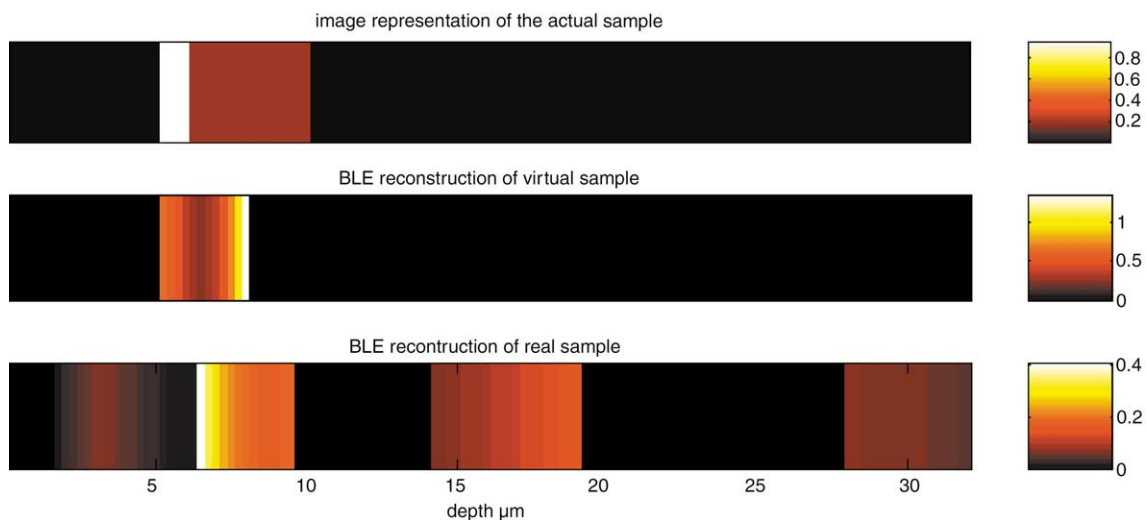 image representation of the actual sample
0.8
0.6
0.4
0.2
BLE reconstruction of virtual sample
1
0.5
0
BLE recontruction of real sample
0.4
0.2
0
5 10 15 20 25 30
depth µm